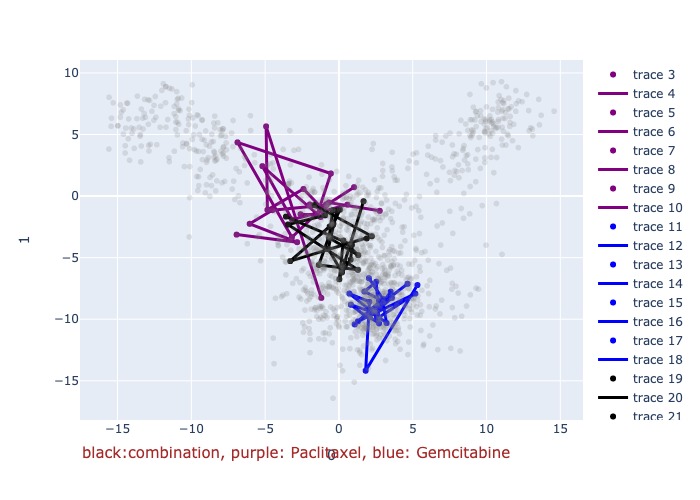 10
5
0
−5
−10
−15
1
−15
−10
−5
0
5
10
15
0
black:combination, purple: Paclitaxel, blue: Gemcitabine
trace 3
trace 4
trace 5
trace 6
trace 7
trace 8
trace 9
trace 10
trace 11
trace 12
trace 13
trace 14
trace 15
trace 16
trace 17
trace 18
trace 19
trace 20
trace 21